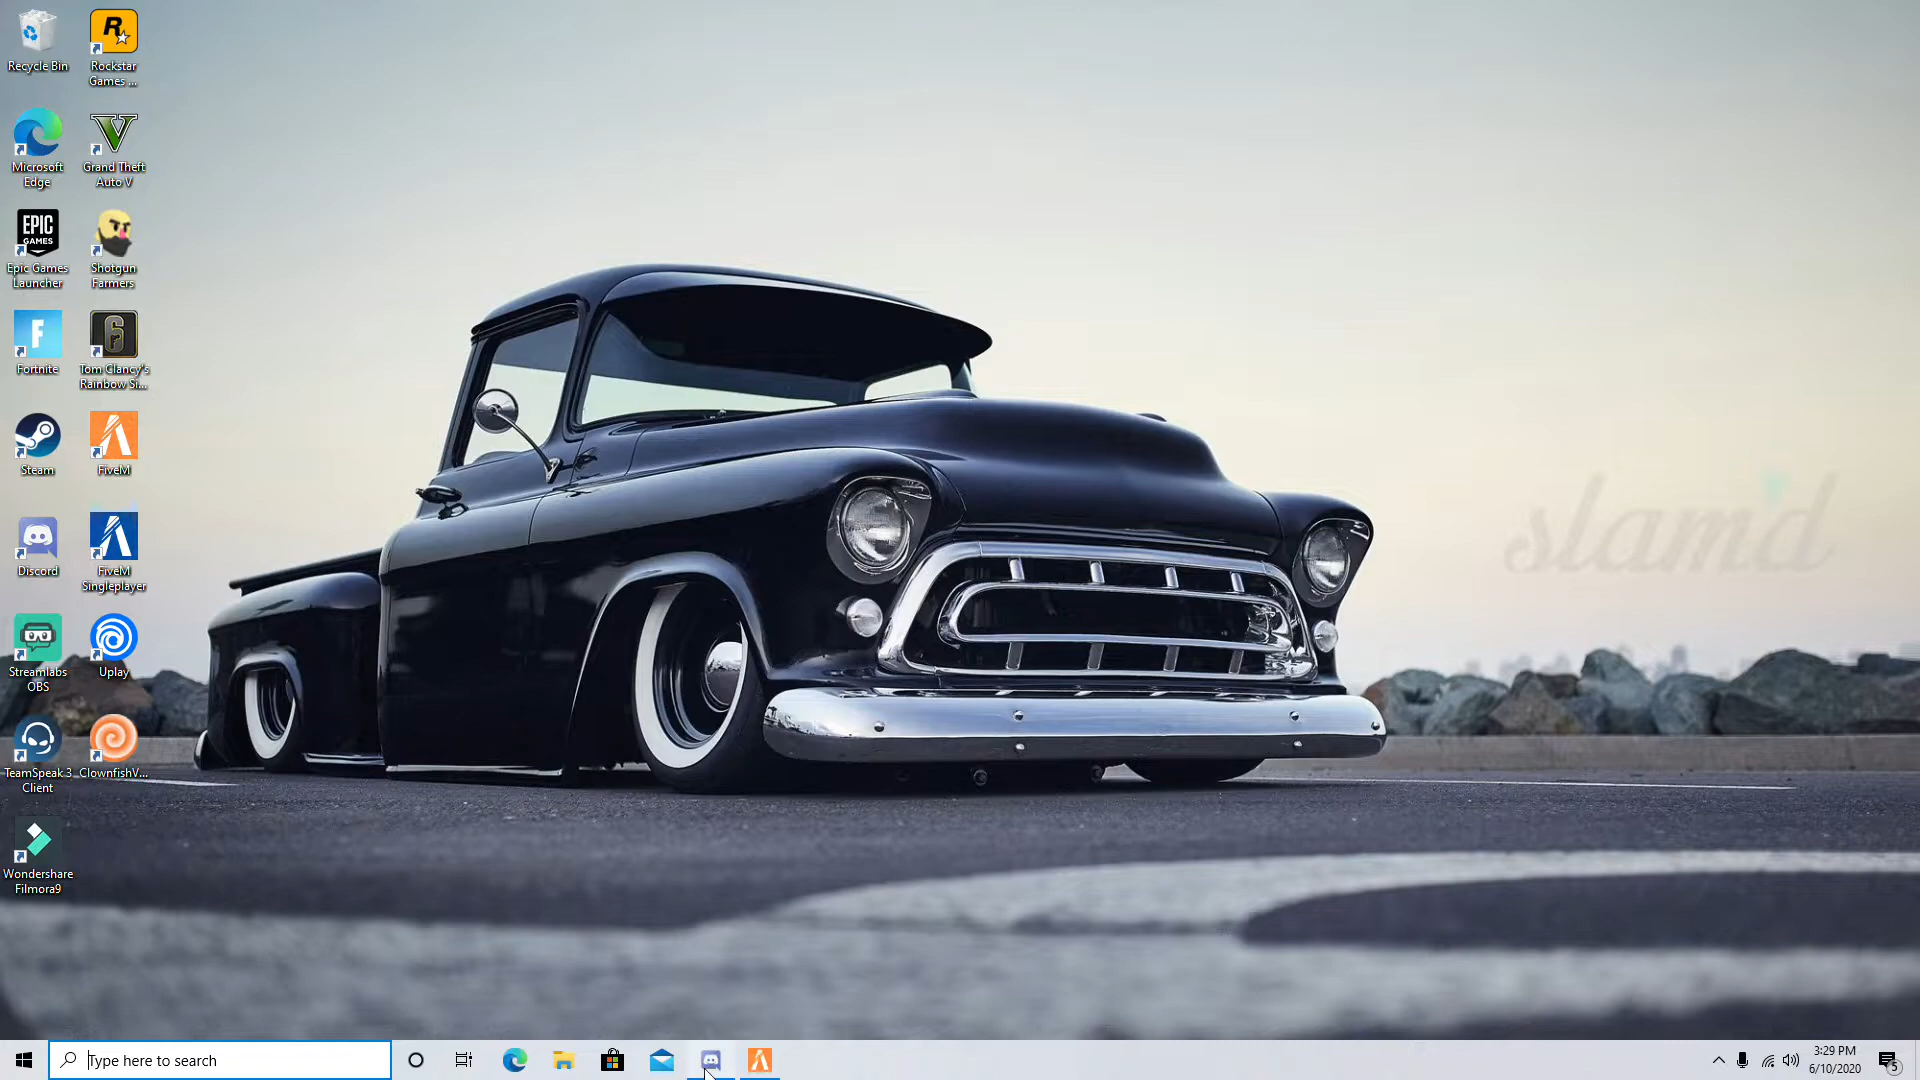 Recycle Bin
Rockstar
Games ...
Microsoft
Edge
Grand Theft
Auto V
EPIC
GAMES
Epic Games
Launcher
Shotgun
Farmers
Fortnite
Tom Clancy's
Rainbow Si...
Steam
FiveM
Discord
FiveM
Singleplayer
Streamlabs
OBS
Uplay
TeamSpeak 3
Client
ClownfishV...
Wondershare
Filmora9
slam'd
Type here to search
3:29 PM
6/10/2020
5